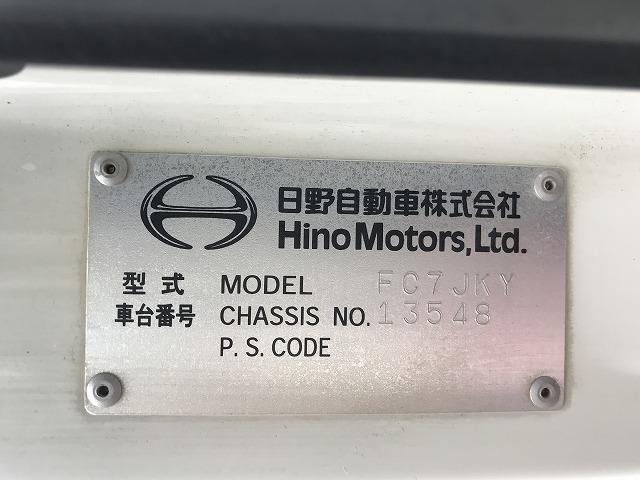 日野自動車株式会社
Hino Motors, Ltd.
型式 MODEL FC7JKY
車台番号 CHASSIS NO. 13548
P. S. CODE